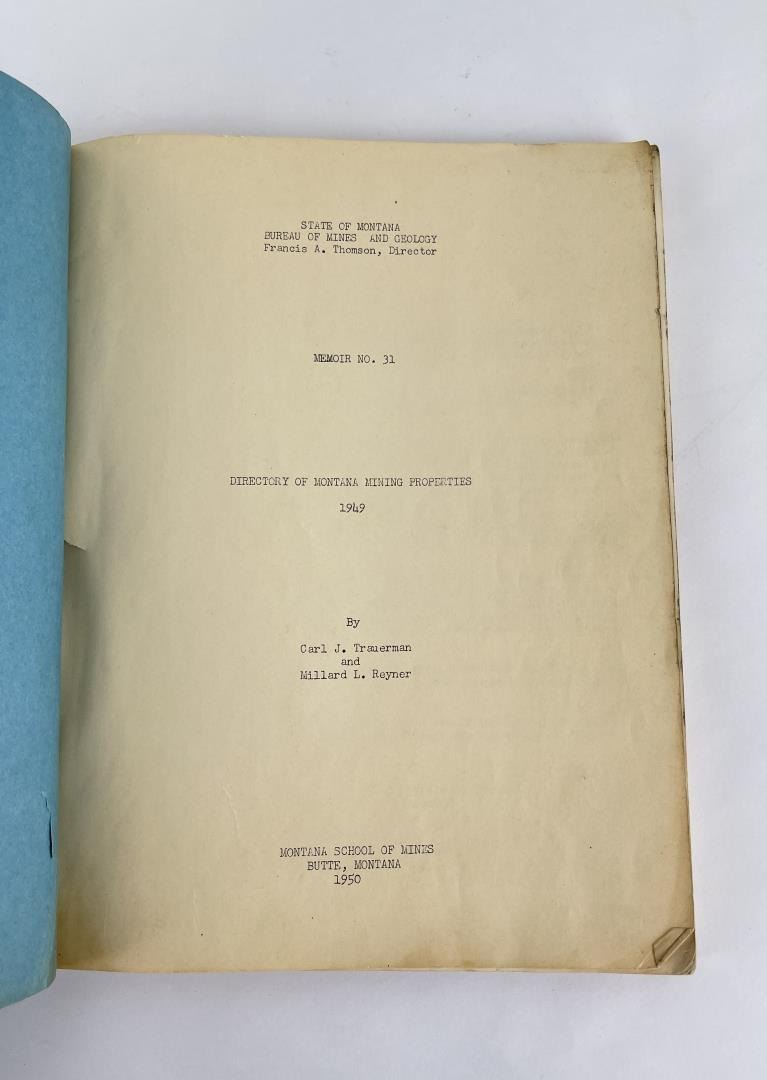 STATE OF MONTANA
BUREAU OF MINES AND GEOLOGY
Francis A. Thomson, Director
MEMOIR NO. 31
DIRECTORY OF MONTANA MINING PROPERTIES
1949
By
Carl J. Trauerman
and
Millard L. Reyner
MONTANA SCHOOL OF MINES
BUTTE, MONTANA
1950